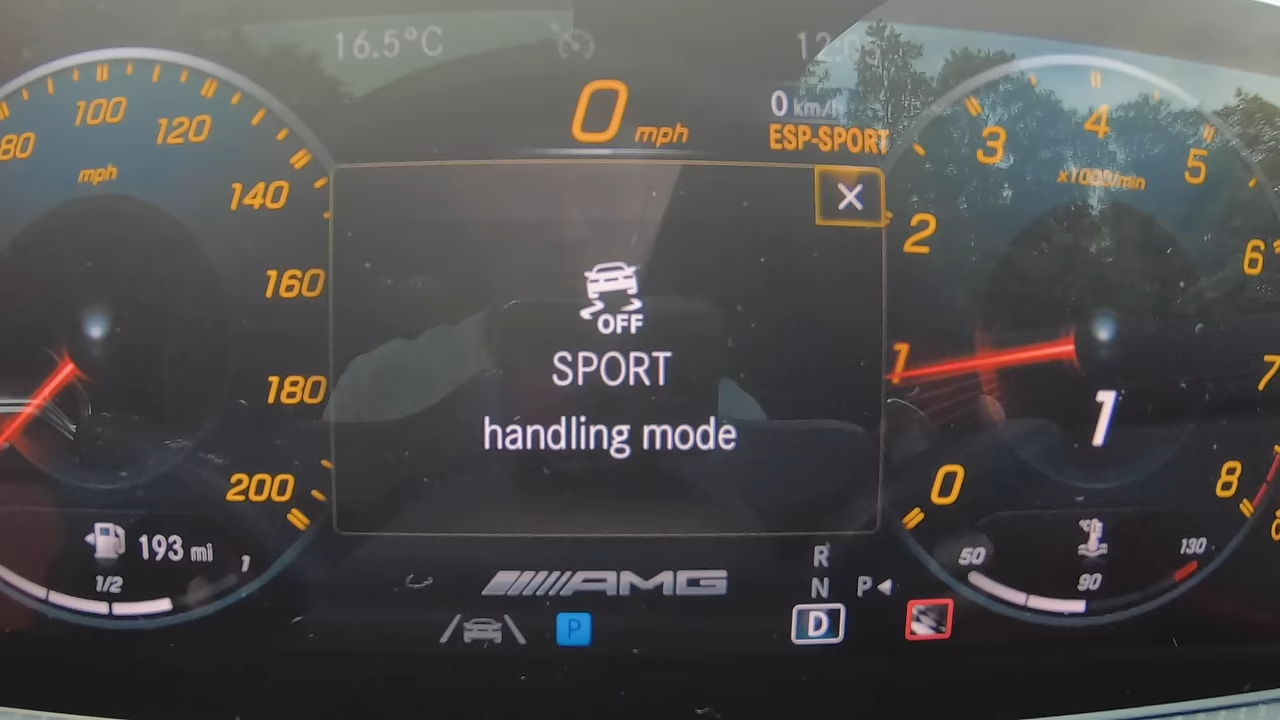 16.5°C
12:05
0 mph
0 km/h
ESP-SPORT
80
100
120
mph
140
160
180
200
3
4
5
x1000/min
2
6
1
7
0
8
1
OFF
SPORT
handling mode
193 mi
1/2
1
50
90
130
°C
AMG
R
N
P
D
P